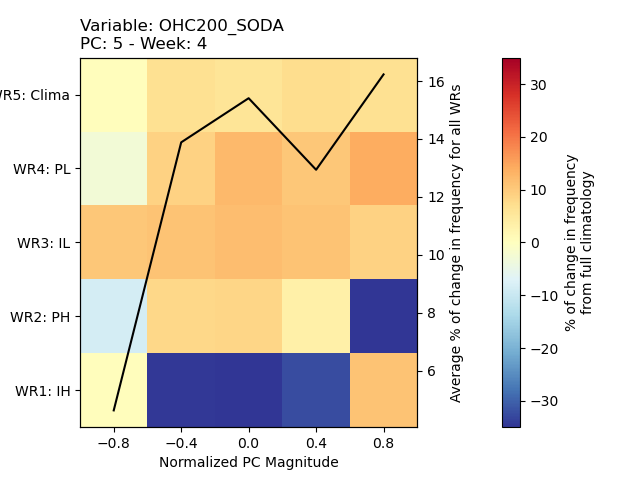 Variable: OHC200_SODA
PC: 5 - Week: 4
WR5: Clima
WR4: PL
WR3: IL
WR2: PH
WR1: IH
−0.8 −0.4 0.0 0.4 0.8
Normalized PC Magnitude
16
14
12
10
8
6
Average % of change in frequency for all WRs
30
20
10
0
−10
−20
−30
% of change in frequency
from full climatology